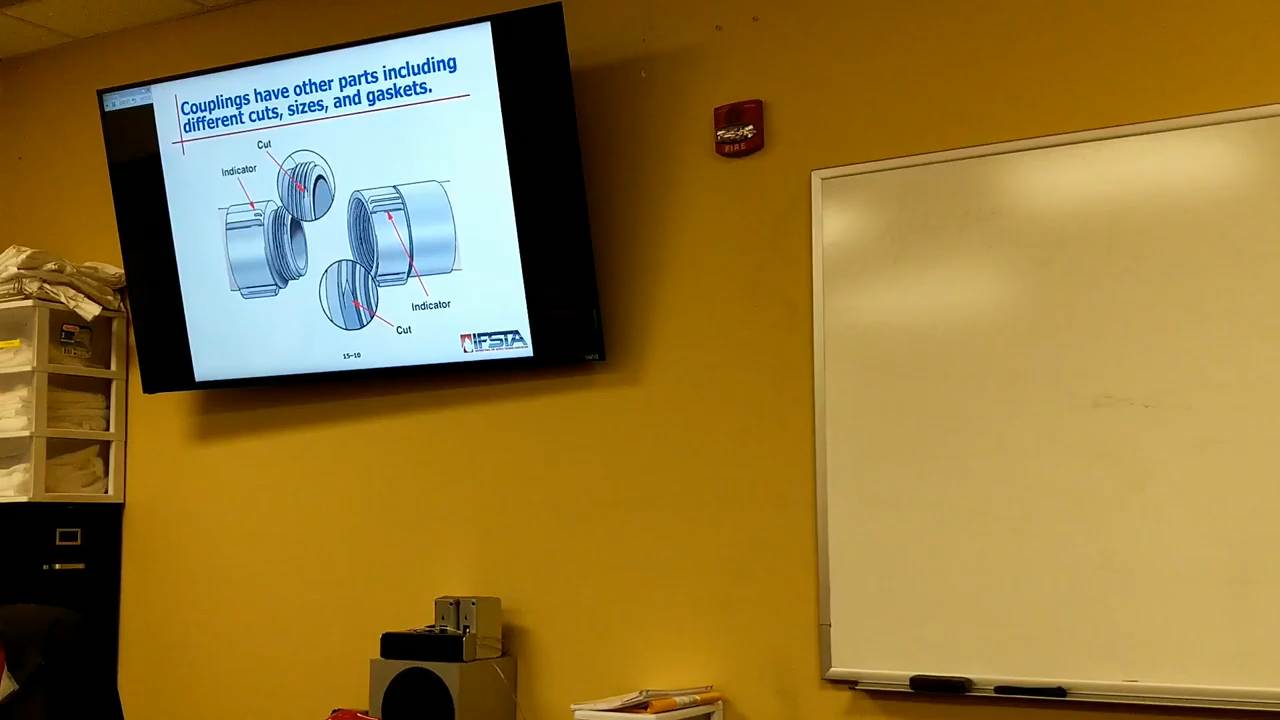 Couplings have other parts including
different cuts, sizes, and gaskets.
Cut
Indicator
Indicator
Cut
15-10
IFSTA
FIRE